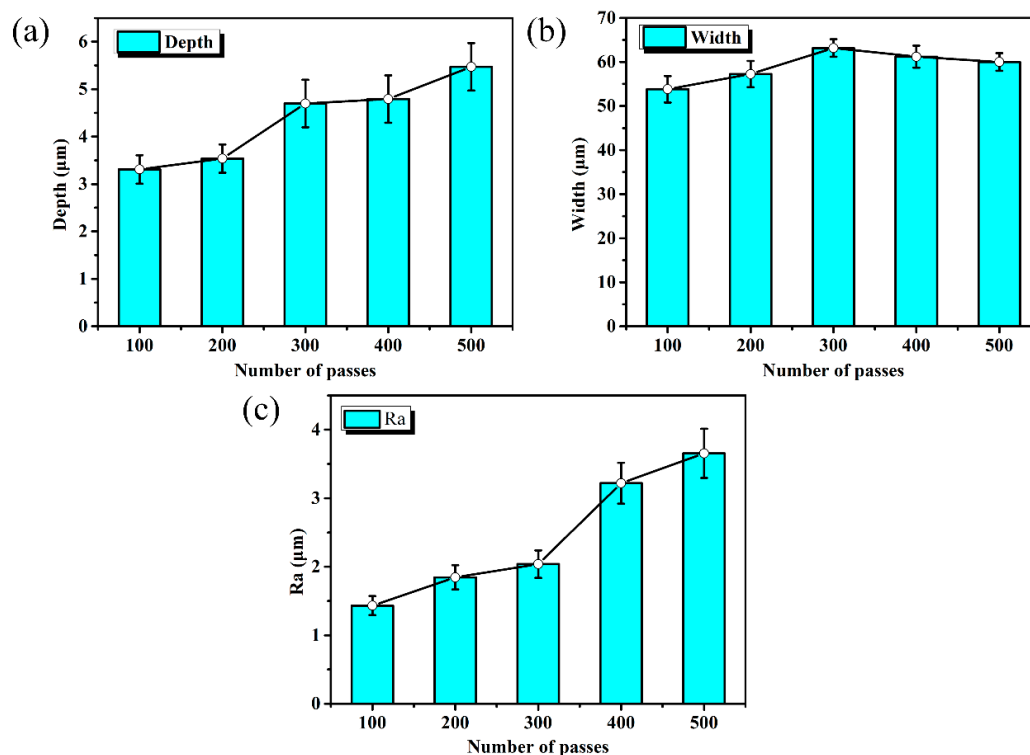 (a)
Depth
Depth (μm)
6
5
4
3
2
1
0
100 200 300 400 500
Number of passes
(b)
Width
Width (μm)
70
60
50
40
30
20
10
0
100 200 300 400 500
Number of passes
(c)
Ra
Ra (μm)
4
3
2
1
0
100 200 300 400 500
Number of passes